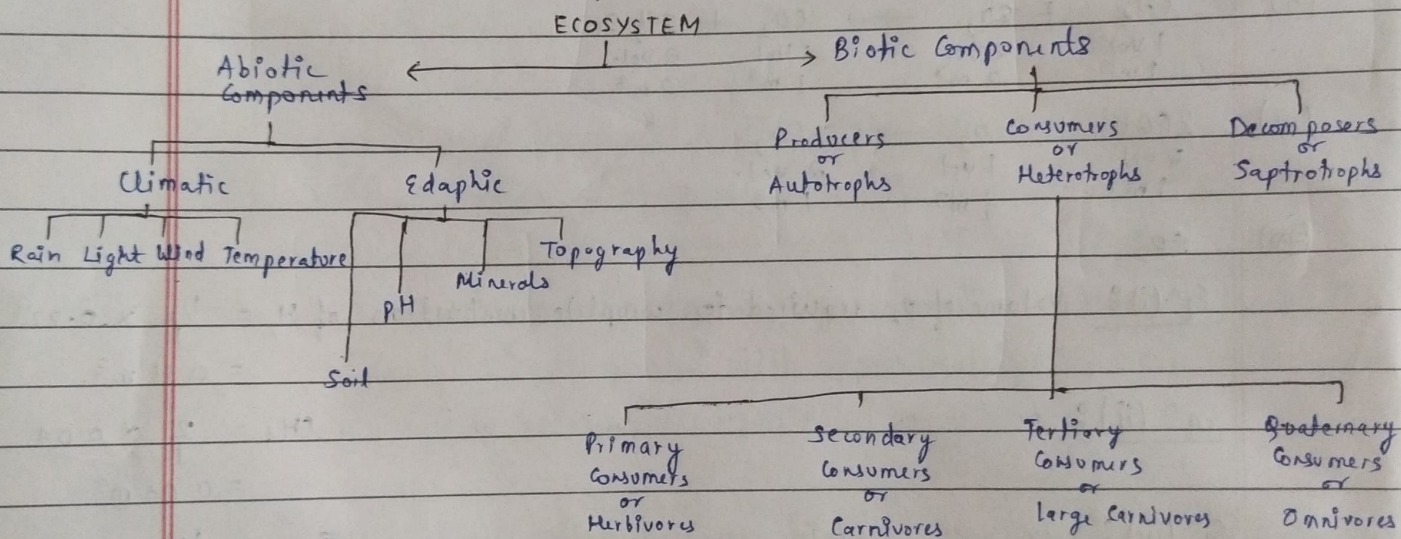 ECOSYSTEM
Abiotic
Components
Biotic Components
Producers
or
Autotrophs
Consumers
or
Heterotrophs
Decomposers
or
Saptrotrophs
Climatic
Edaphic
Rain Light Wind Temperature
Soil
pH
Minerals
Topography
Primary
Consumers
or
Herbivores
Secondary
Consumers
or
Carnivores
Tertiary
Consumers
or
large Carnivores
Quaternary
Consumers
or
Omnivores